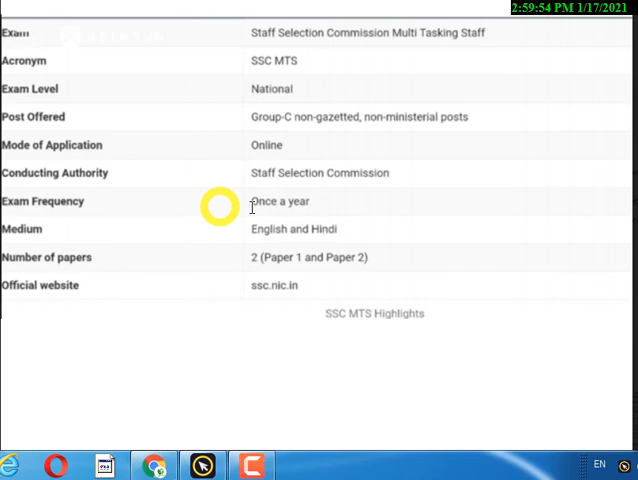 2:59:54 PM 1/17/2021
Exam Staff Selection Commission Multi Tasking Staff
Acronym SSC MTS
Exam Level National
Post Offered Group-C non-gazetted, non-ministerial posts
Mode of Application Online
Conducting Authority Staff Selection Commission
Exam Frequency Once a year
Medium English and Hindi
Number of papers 2 (Paper 1 and Paper 2)
Official website ssc.nic.in
SSC MTS Highlights
EN